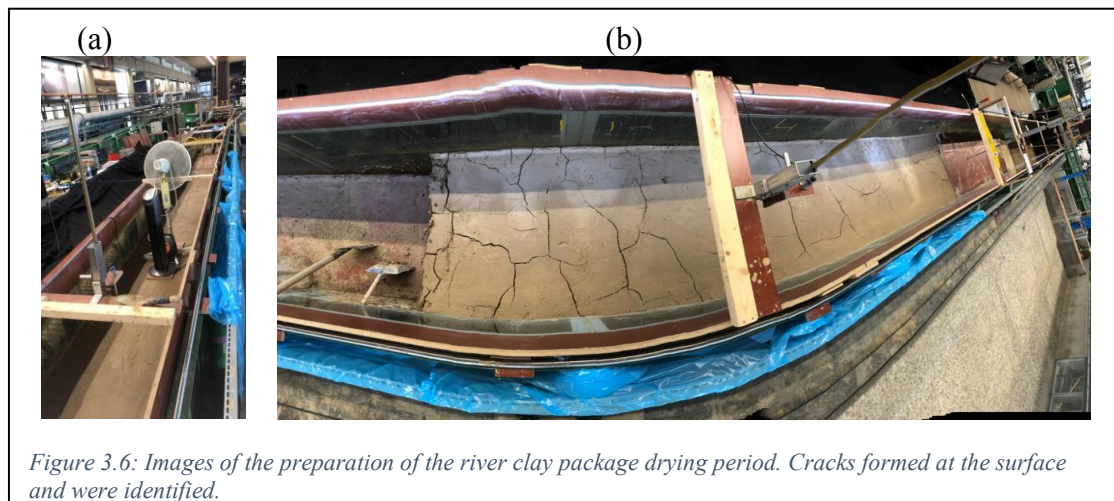 (a) (b)
Figure 3.6: Images of the preparation of the river clay package drying period. Cracks formed at the surface
and were identified.